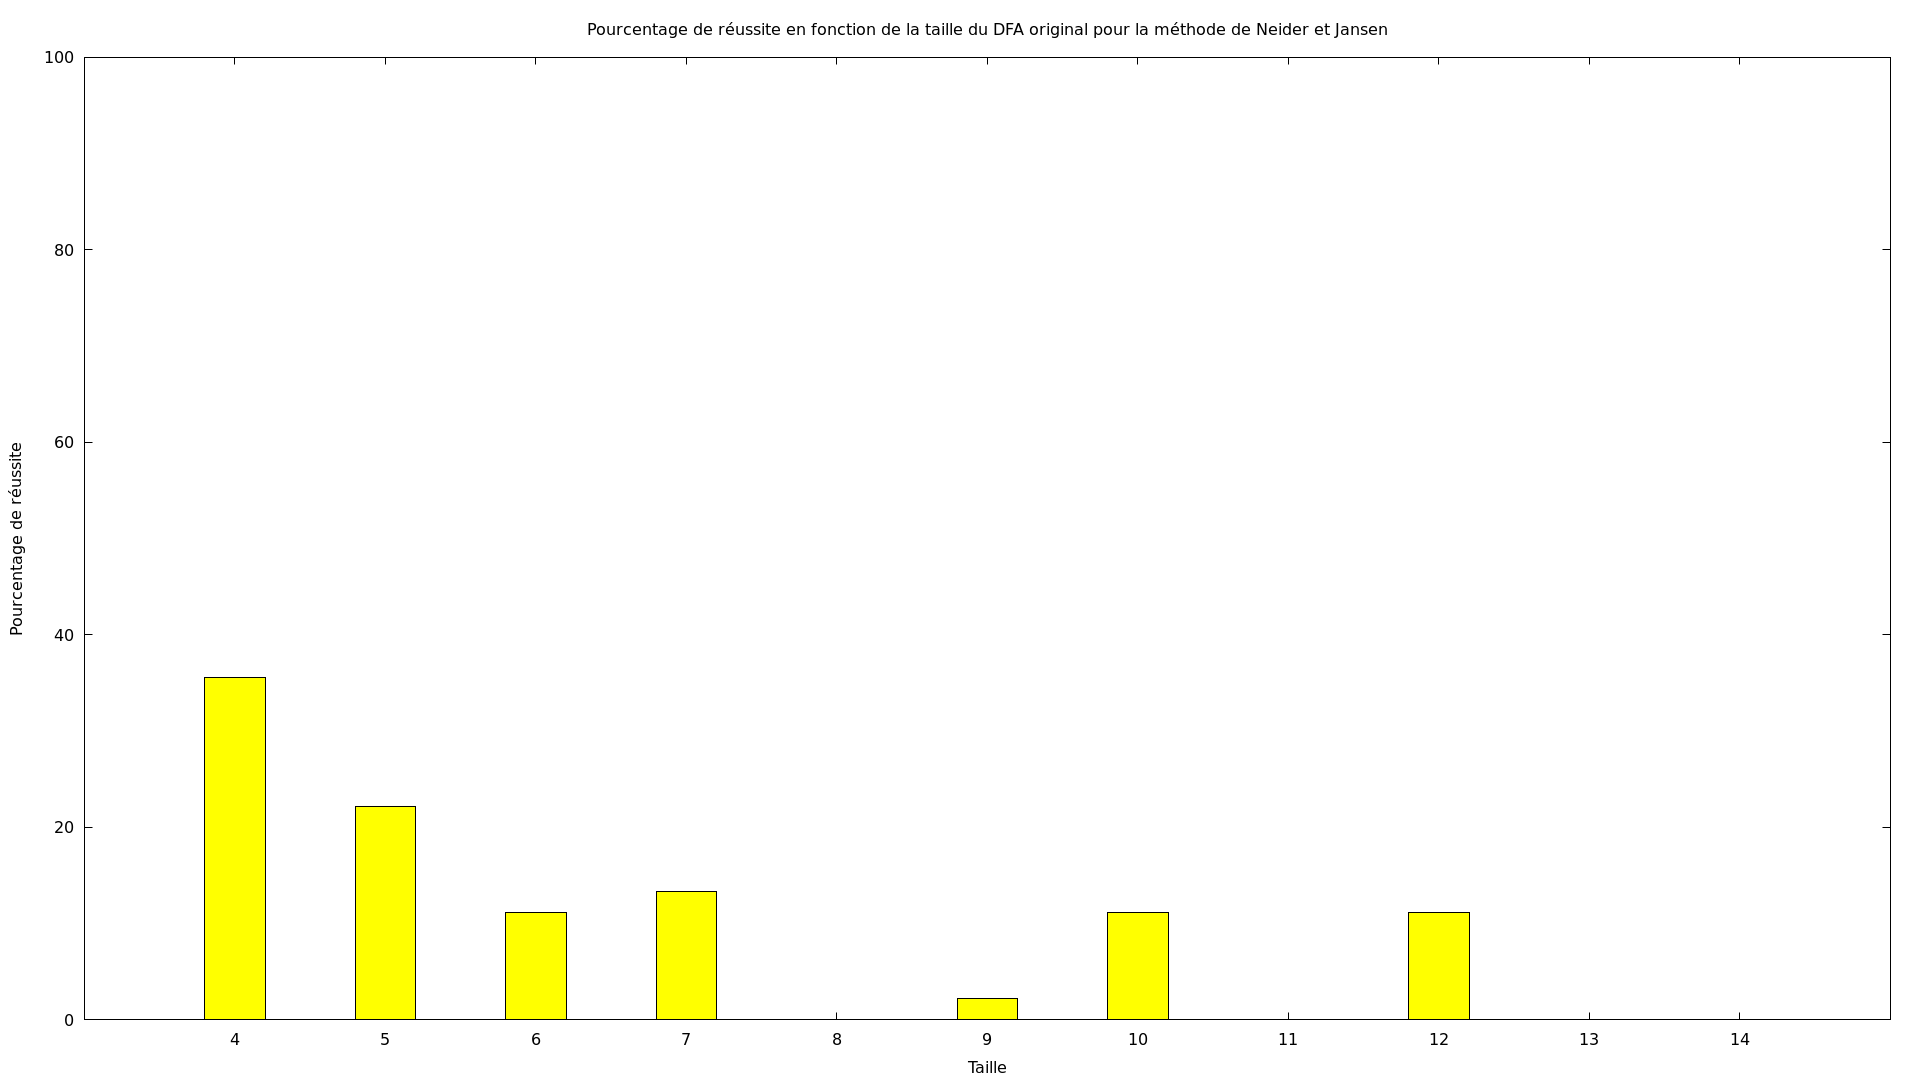 Pourcentage de réussite en fonction de la taille du DFA original pour la méthode de Neider et Jansen
100
80
60
40
20
0
Pourcentage de réussite
4 5 6 7 8 9 10 11 12 13 14
Taille